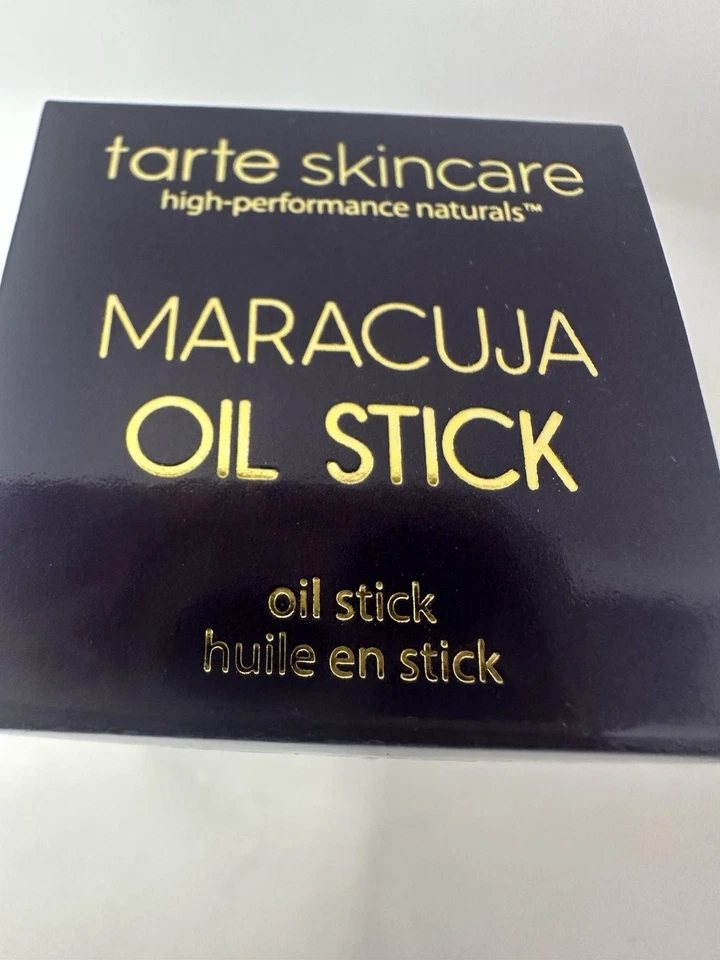 tarte skincare
high-performance naturals™
MARACUJA
OIL STICK
oil stick
huile en stick